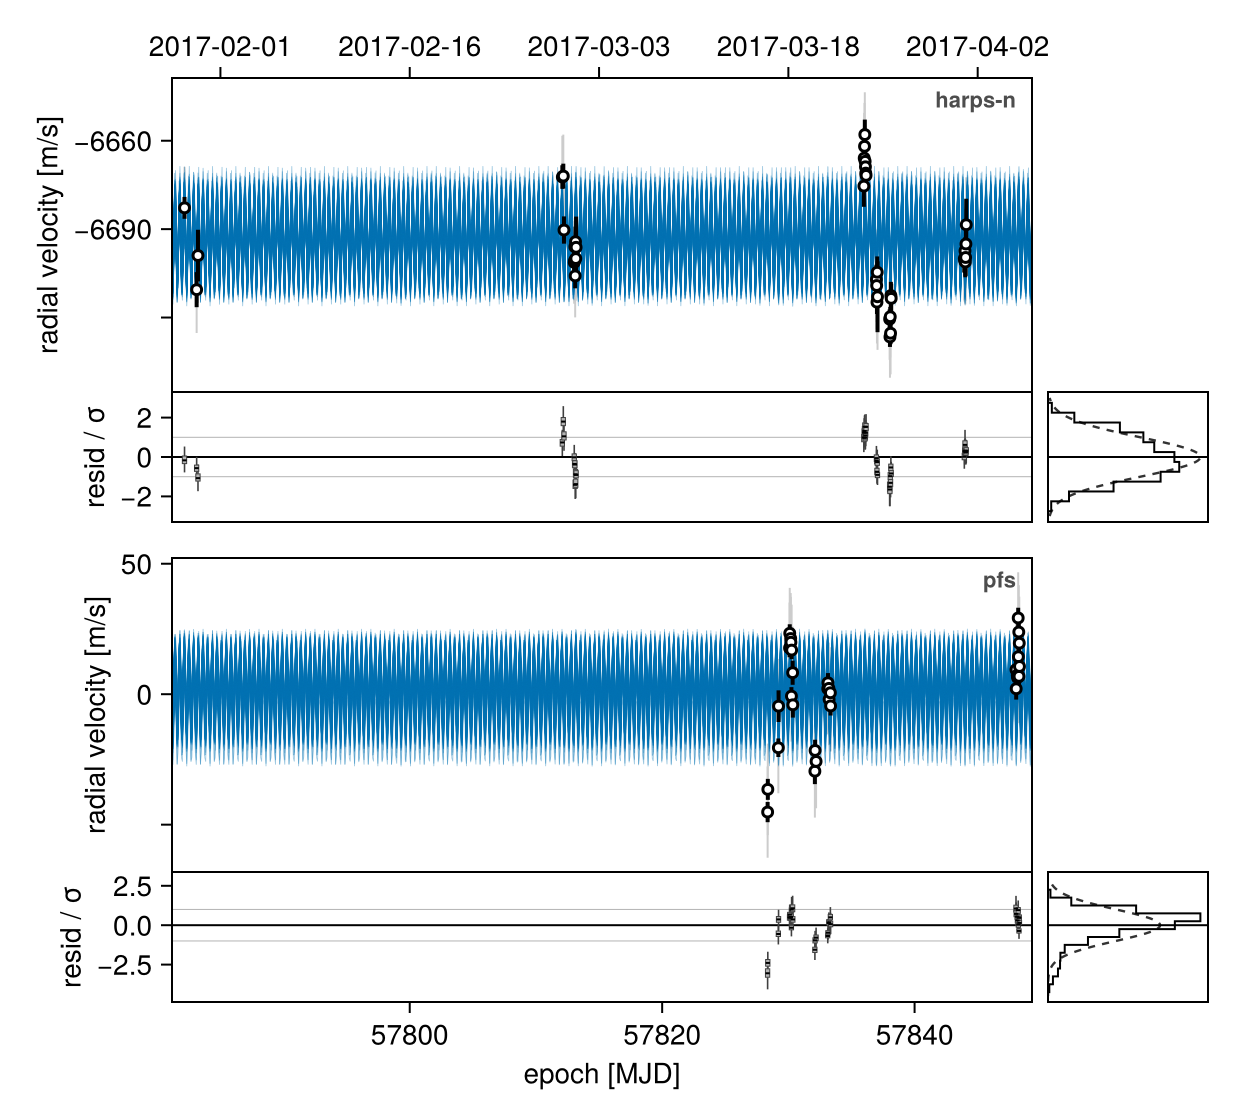 2017-02-01 2017-02-16 2017-03-03 2017-03-18 2017-04-02
harps-n
radial velocity [m/s]
−6660
−6690
resid / σ
2
0
−2
pfs
radial velocity [m/s]
50
0
resid / σ
2.5
0.0
−2.5
57800 57820 57840
epoch [MJD]